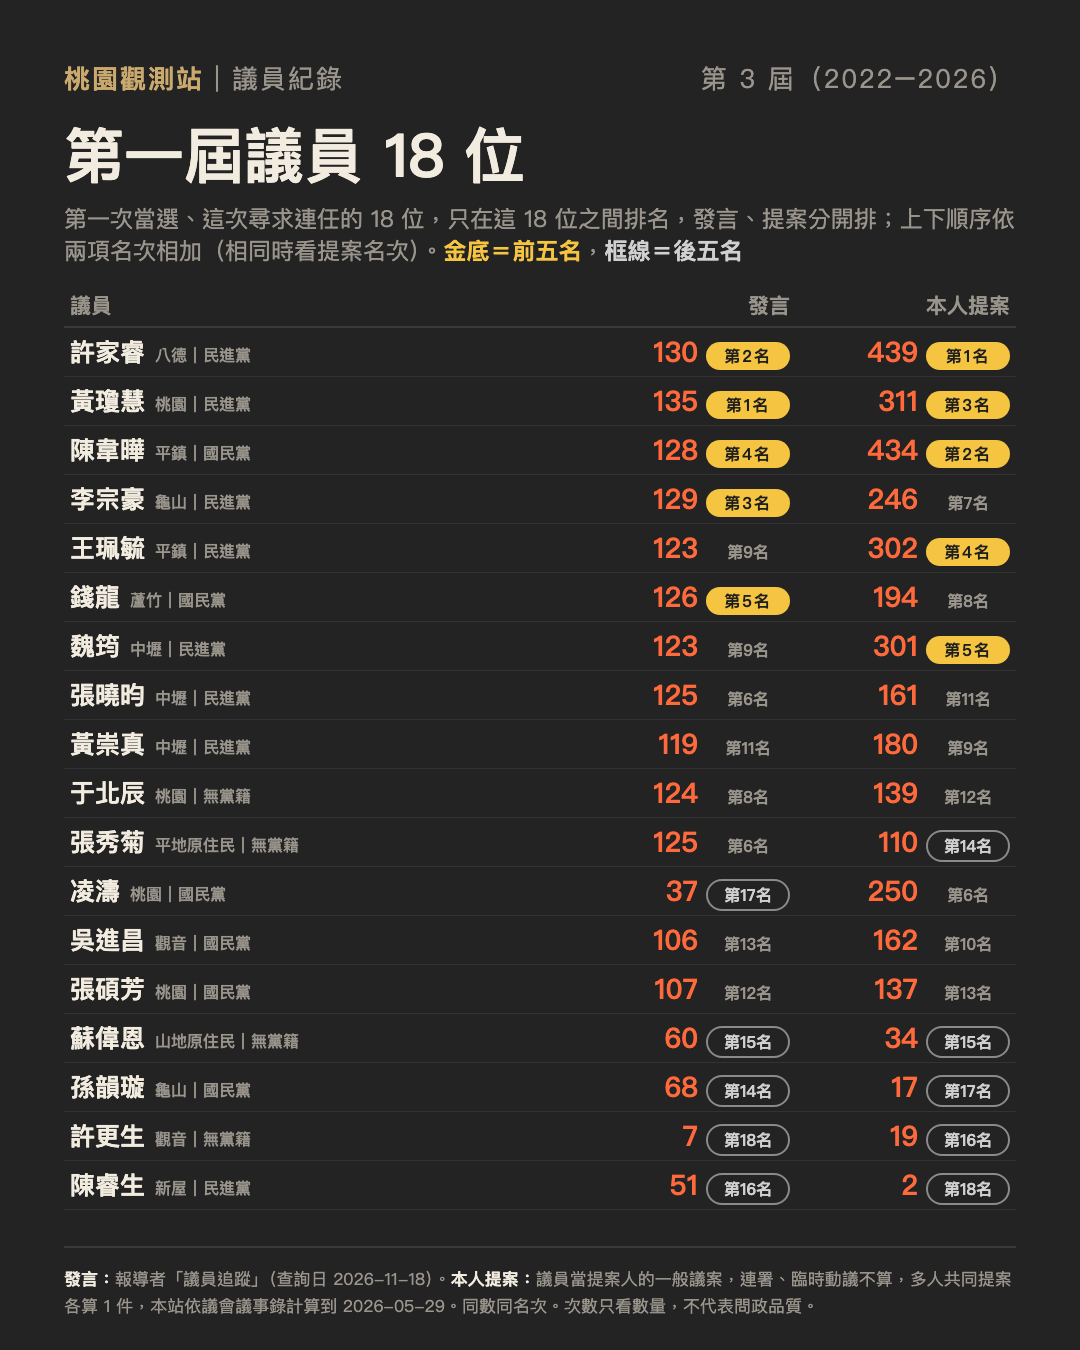 桃園觀測站｜議員紀錄
第 3 屆（2022–2026）
第一屆議員 18 位
第一次當選、這次尋求連任的 18 位，只在這 18 位之間排名，發言、提案分開排；上下順序依
兩項名次相加（相同時看提案名次）。金底＝前五名，框線＝後五名
議員 發言 本人提案
許家睿 八德｜民進黨 130 第2名 439 第1名
黃瓊慧 桃園｜民進黨 135 第1名 311 第3名
陳韋曄 平鎮｜國民黨 128 第4名 434 第2名
李宗豪 龜山｜民進黨 129 第3名 246 第7名
王珮毓 平鎮｜民進黨 123 第9名 302 第4名
錢龍 蘆竹｜國民黨 126 第5名 194 第8名
魏筠 中壢｜民進黨 123 第9名 301 第5名
張曉昀 中壢｜民進黨 125 第6名 161 第11名
黃崇真 中壢｜民進黨 119 第11名 180 第9名
于北辰 桃園｜無黨籍 124 第8名 139 第12名
張秀菊 平地原住民｜無黨籍 125 第6名 110 第14名
凌濤 桃園｜國民黨 37 第17名 250 第6名
吳進昌 觀音｜國民黨 106 第13名 162 第10名
張碩芳 桃園｜國民黨 107 第12名 137 第13名
蘇偉恩 山地原住民｜無黨籍 60 第15名 34 第15名
孫韻璇 龜山｜國民黨 68 第14名 17 第17名
許更生 觀音｜無黨籍 7 第18名 19 第16名
陳睿生 新屋｜民進黨 51 第16名 2 第18名
發言：報導者「議員追蹤」（查詢日 2026–11–18）。本人提案：議員當提案人的一般議案，連署、臨時動議不算，多人共同提案
各算 1 件，本站依議會議事錄計算到 2026–05–29。同數同名次。次數只看數量，不代表問政品質。